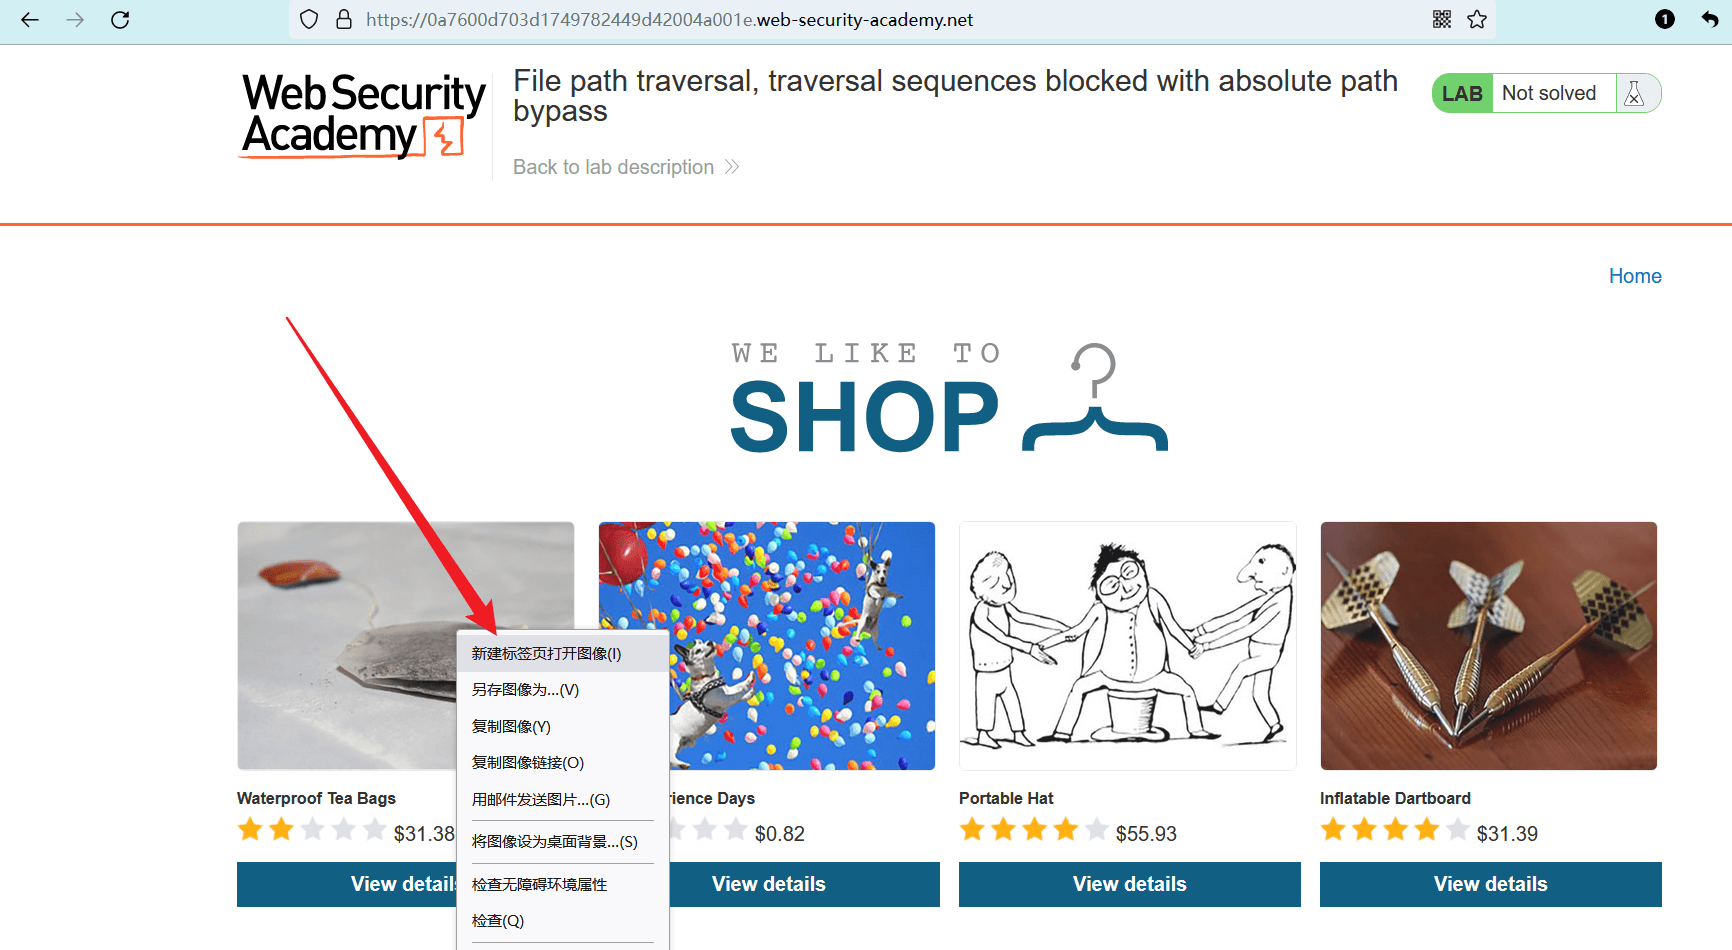 https://0a7600d703d1749782449d42004a001e.web-security-academy.net
1
Web Security
Academy
File path traversal, traversal sequences blocked with absolute path
bypass
Back to lab description
LAB Not solved
Home
WE LIKE TO
SHOP
新建标签页打开图像(I)
另存图像为...(V)
复制图像(Y)
复制图像链接(O)
用邮件发送图片...(G)
将图像设为桌面背景...(S)
检查无障碍环境属性
检查(Q)
Waterproof Tea Bags
$31.38
View details
rience Days
$0.82
View details
Portable Hat
$55.93
View details
Inflatable Dartboard
$31.39
View details